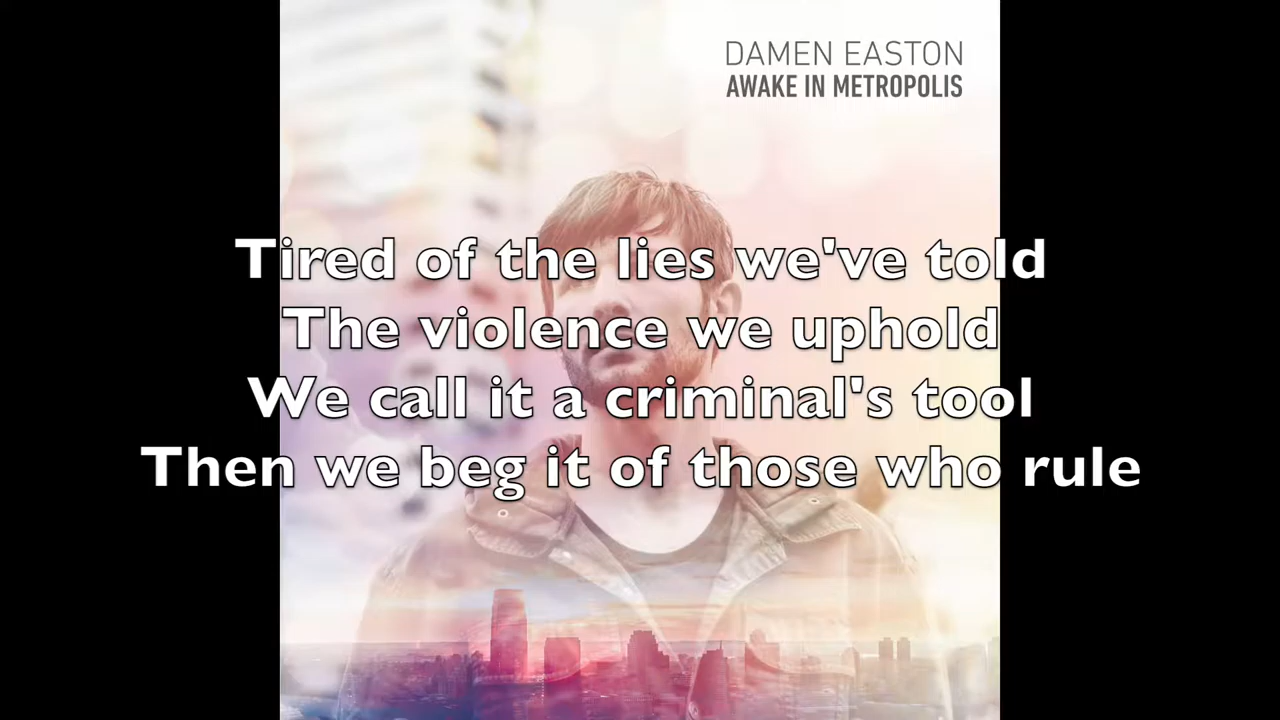 DAMEN EASTON
AWAKE IN METROPOLIS
Tired of the lies we've told
The violence we uphold
We call it a criminal's tool
Then we beg it of those who rule